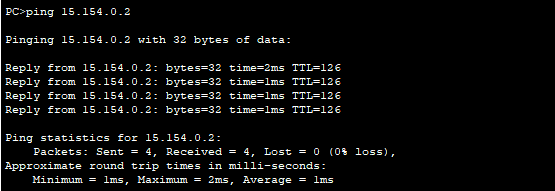 PC>ping 15.154.0.2
Pinging 15.154.0.2 with 32 bytes of data:
Reply from 15.154.0.2: bytes=32 time=2ms TTL=126
Reply from 15.154.0.2: bytes=32 time=1ms TTL=126
Reply from 15.154.0.2: bytes=32 time=1ms TTL=126
Reply from 15.154.0.2: bytes=32 time=1ms TTL=126
Ping statistics for 15.154.0.2:
Packets: Sent = 4, Received = 4, Lost = 0 (0% loss),
Approximate round trip times in milli-seconds:
Minimum = 1ms, Maximum = 2ms, Average = 1ms